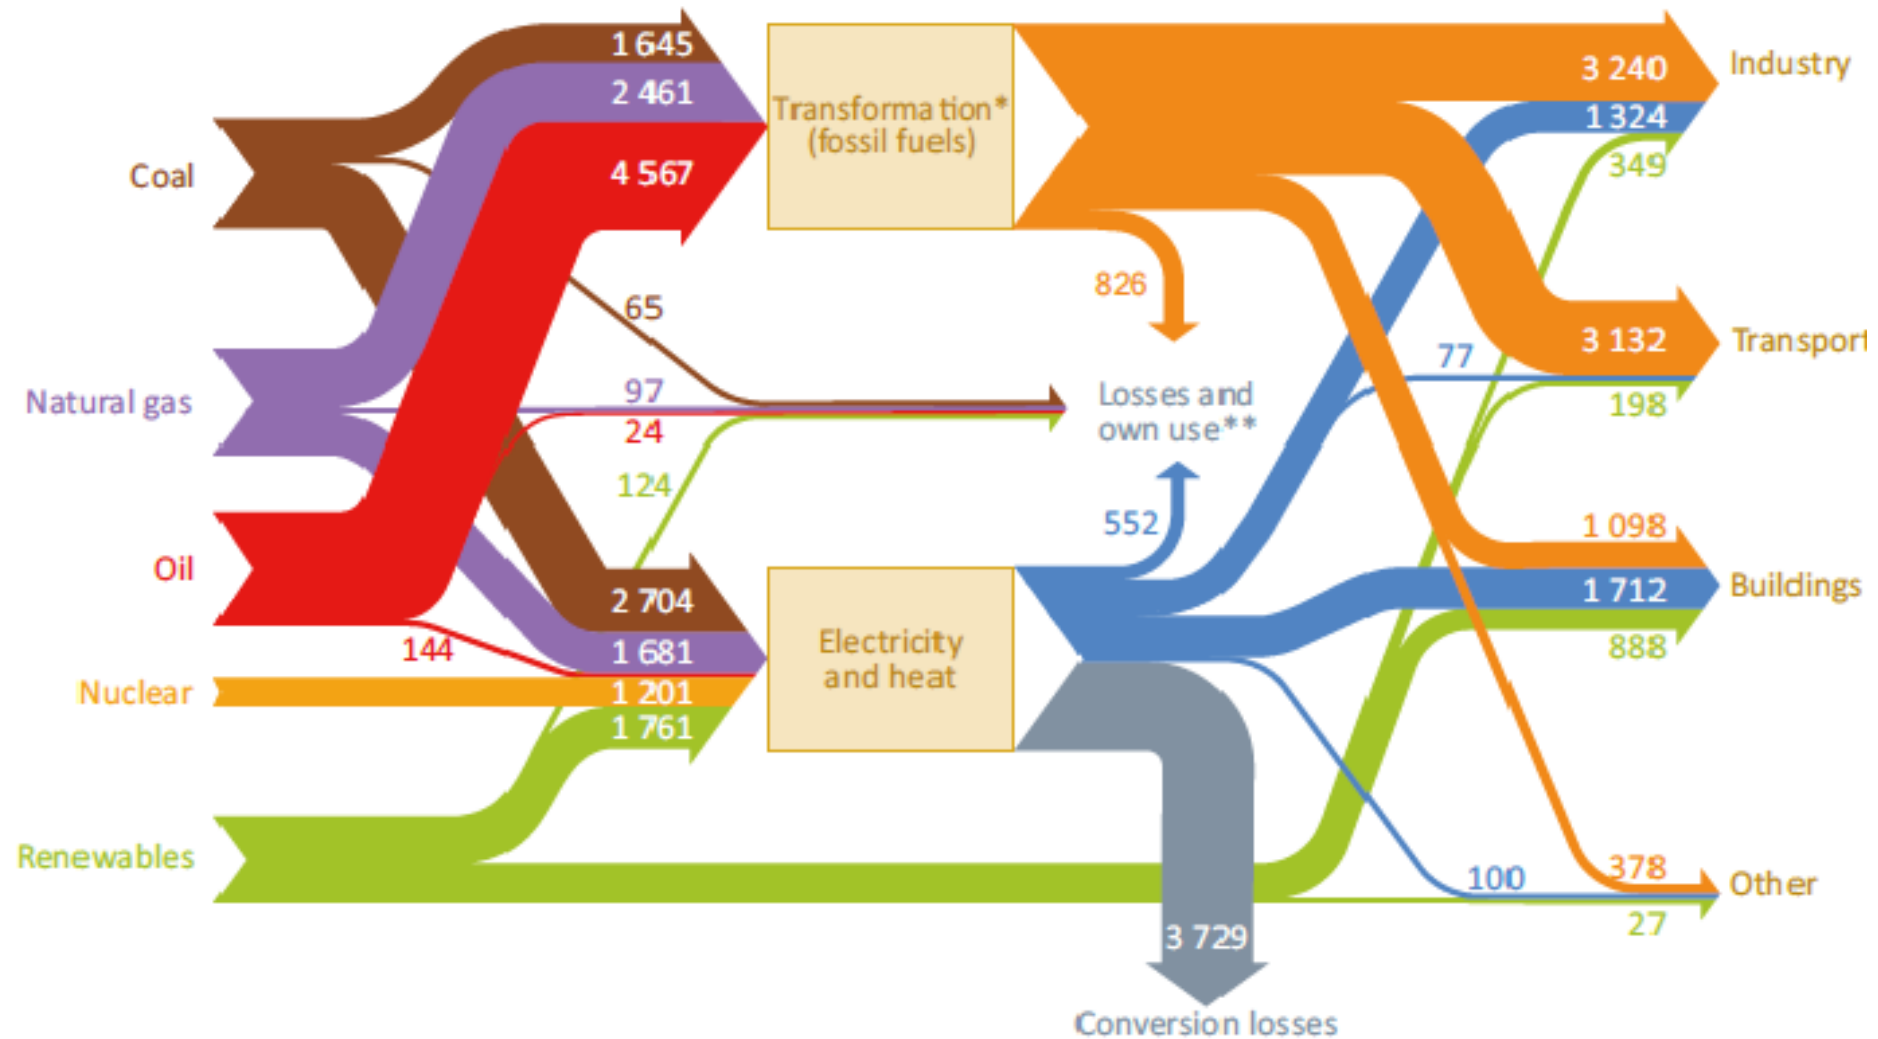 1 645
2 461
4 567
Transformation*
(fossil fuels)
3 240
1 324
349
Industry
Coal
826
65
3 132
77
198
Transport
Natural gas
97
24
124
Losses and
own use**
552
Oil
144
2 704
1 681
1 201
1 761
Nuclear
Electricity
and heat
1 098
1 712
888
Buildings
Renewables
378
100
27
Other
3 729
Conversion losses